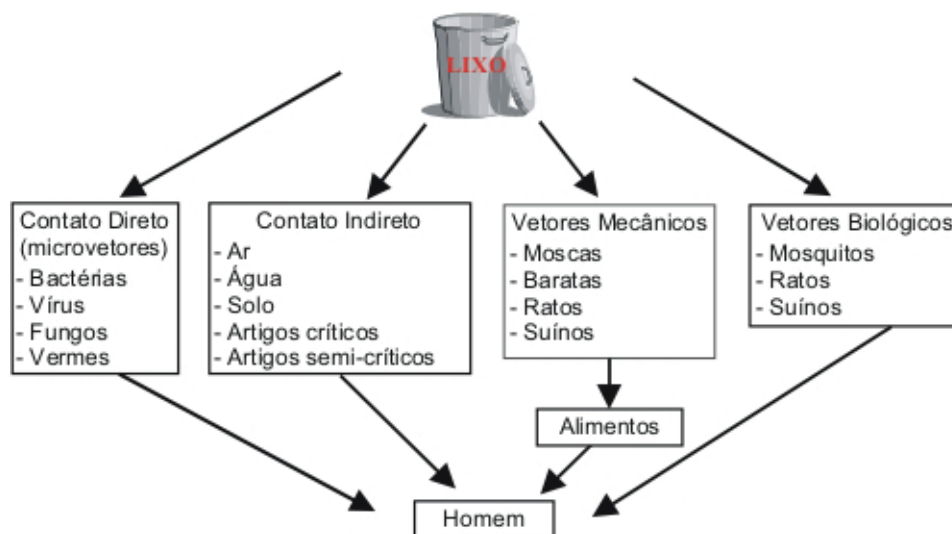 LIXO
Contato Direto
(microvetores)
- Bactérias
- Vírus
- Fungos
- Vermes
Contato Indireto
- Ar
- Água
- Solo
- Artigos críticos
- Artigos semi-críticos
Vetores Mecânicos
- Moscas
- Baratas
- Ratos
- Suínos
Vetores Biológicos
- Mosquitos
- Ratos
- Suínos
Alimentos
Homem